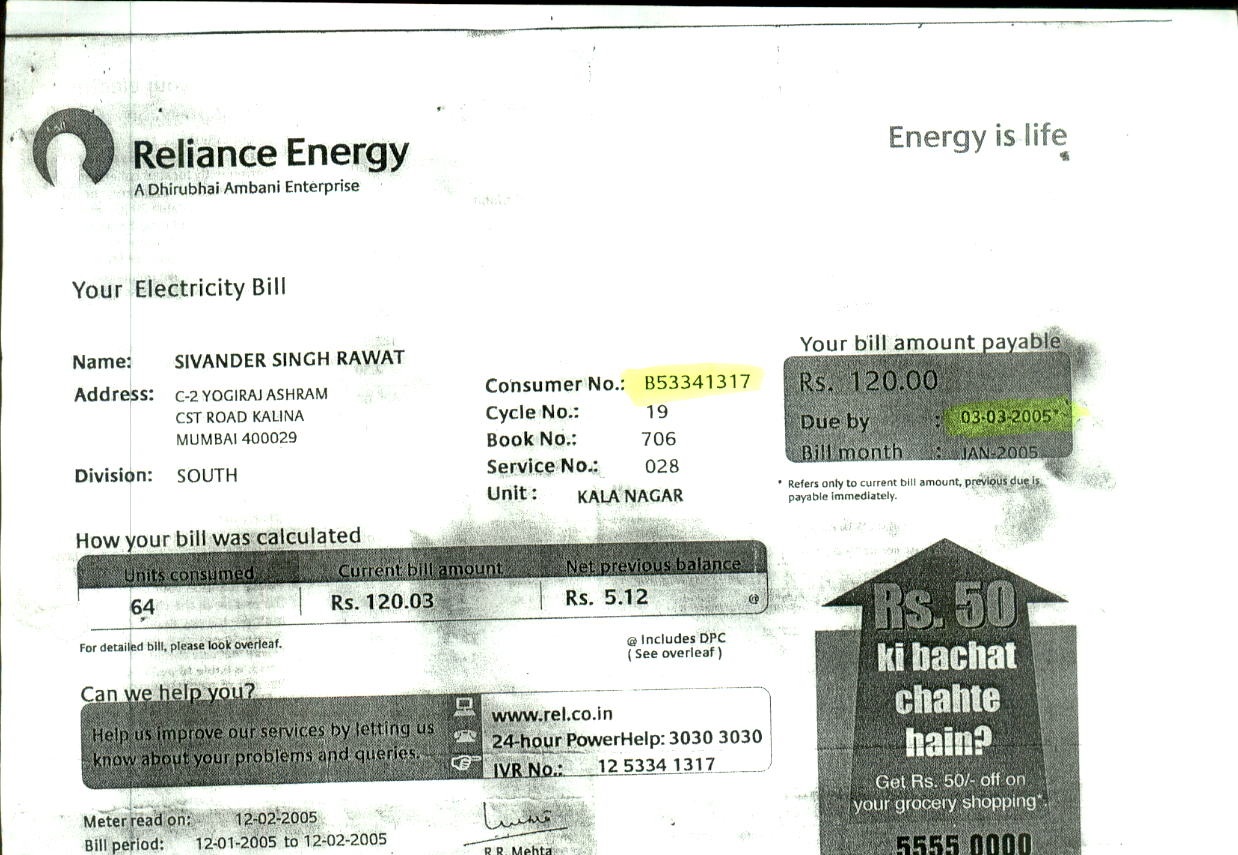 Reliance Energy
A Dhirubhai Ambani Enterprise
Energy is life
Your Electricity Bill
Name: SIVANDER SINGH RAWAT
Address: C-2 YOGIRAJ ASHRAM
CST ROAD KALINA
MUMBAI 400029
Division: SOUTH
Consumer No.: B53341317
Cycle No.: 19
Book No.: 706
Service No.: 028
Unit : KALA NAGAR
Your bill amount payable
Rs. 120.00
Due by : 03-03-2005*
Bill month : JAN-2005
* Refers only to current bill amount, previous due is
payable immediately.
How your bill was calculated
Units consumed Current bill amount Net previous balance
64 Rs. 120.03 Rs. 5.12 @
For detailed bill, please look overleaf.
@ Includes DPC
( See overleaf )
Can we help you?
Help us improve our services by letting us
know about your problems and queries.
www.rel.co.in
24-hour PowerHelp: 3030 3030
IVR No.: 12 5334 1317
Meter read on: 12-02-2005
Bill period: 12-01-2005 to 12-02-2005
R.R. Mehta
Rs. 50
ki bachat
chahte
hain?
Get Rs. 50/- off on
your grocery shopping*.
5555 0000